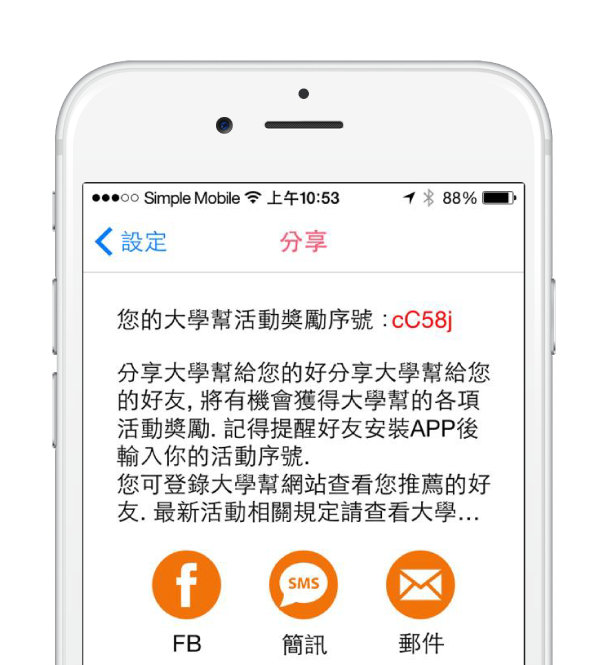 ●●●○○ Simple Mobile 上午10:53 88%
設定 分享
您的大學幫活動獎勵序號：cC58j
分享大學幫給您的好分享大學幫給您
的好友, 將有機會獲得大學幫的各項
活動獎勵. 記得提醒好友安裝APP後
輸入你的活動序號.
您可登錄大學幫網站查看您推薦的好
友. 最新活動相關規定請查看大學...
f SMS
FB 簡訊 郵件